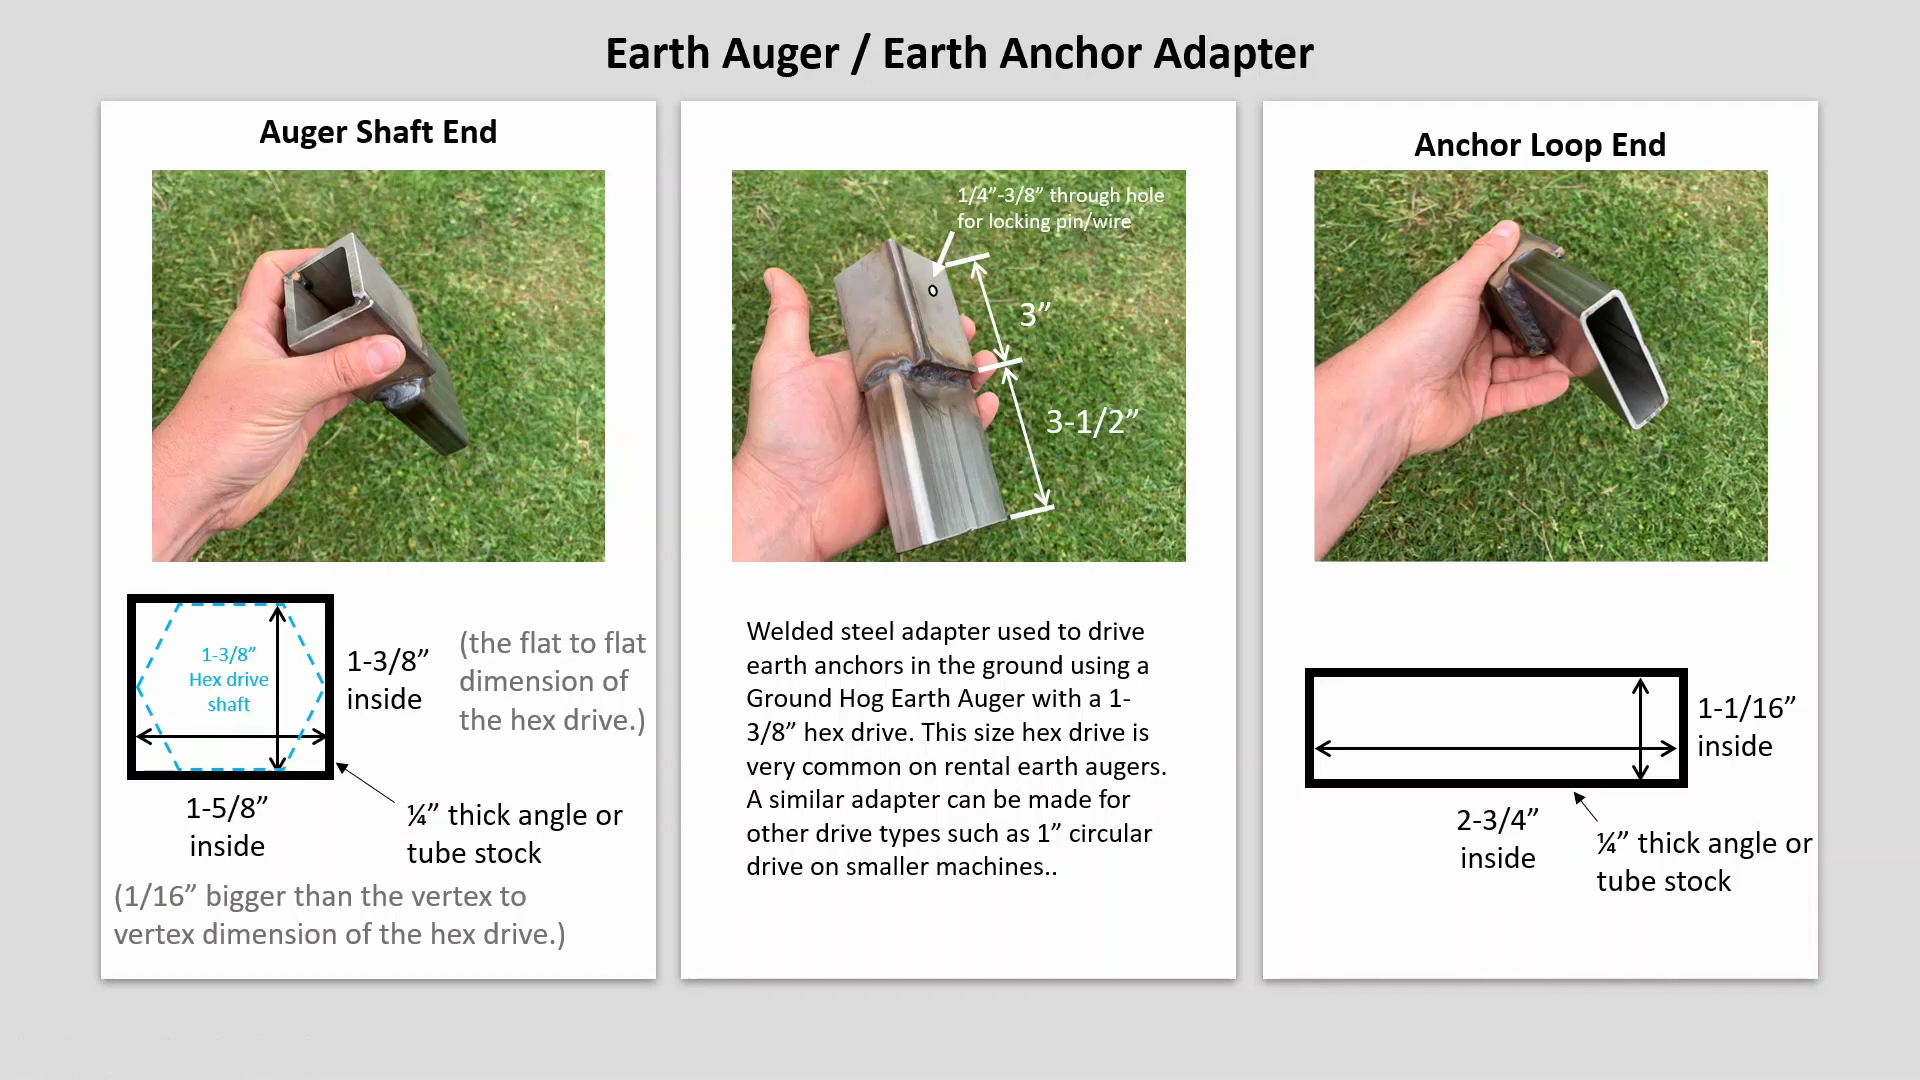 Earth Auger / Earth Anchor Adapter
Auger Shaft End
1-3/8”
Hex drive
shaft
1-3/8”
inside
(the flat to flat
dimension of
the hex drive.)
1-5/8”
inside
¼” thick angle or
tube stock
(1/16” bigger than the vertex to
vertex dimension of the hex drive.)
1/4”-3/8” through hole
for locking pin/wire
3”
3-1/2”
Welded steel adapter used to drive
earth anchors in the ground using a
Ground Hog Earth Auger with a 1-
3/8” hex drive. This size hex drive is
very common on rental earth augers.
A similar adapter can be made for
other drive types such as 1” circular
drive on smaller machines..
Anchor Loop End
1-1/16”
inside
2-3/4”
inside
¼” thick angle or
tube stock